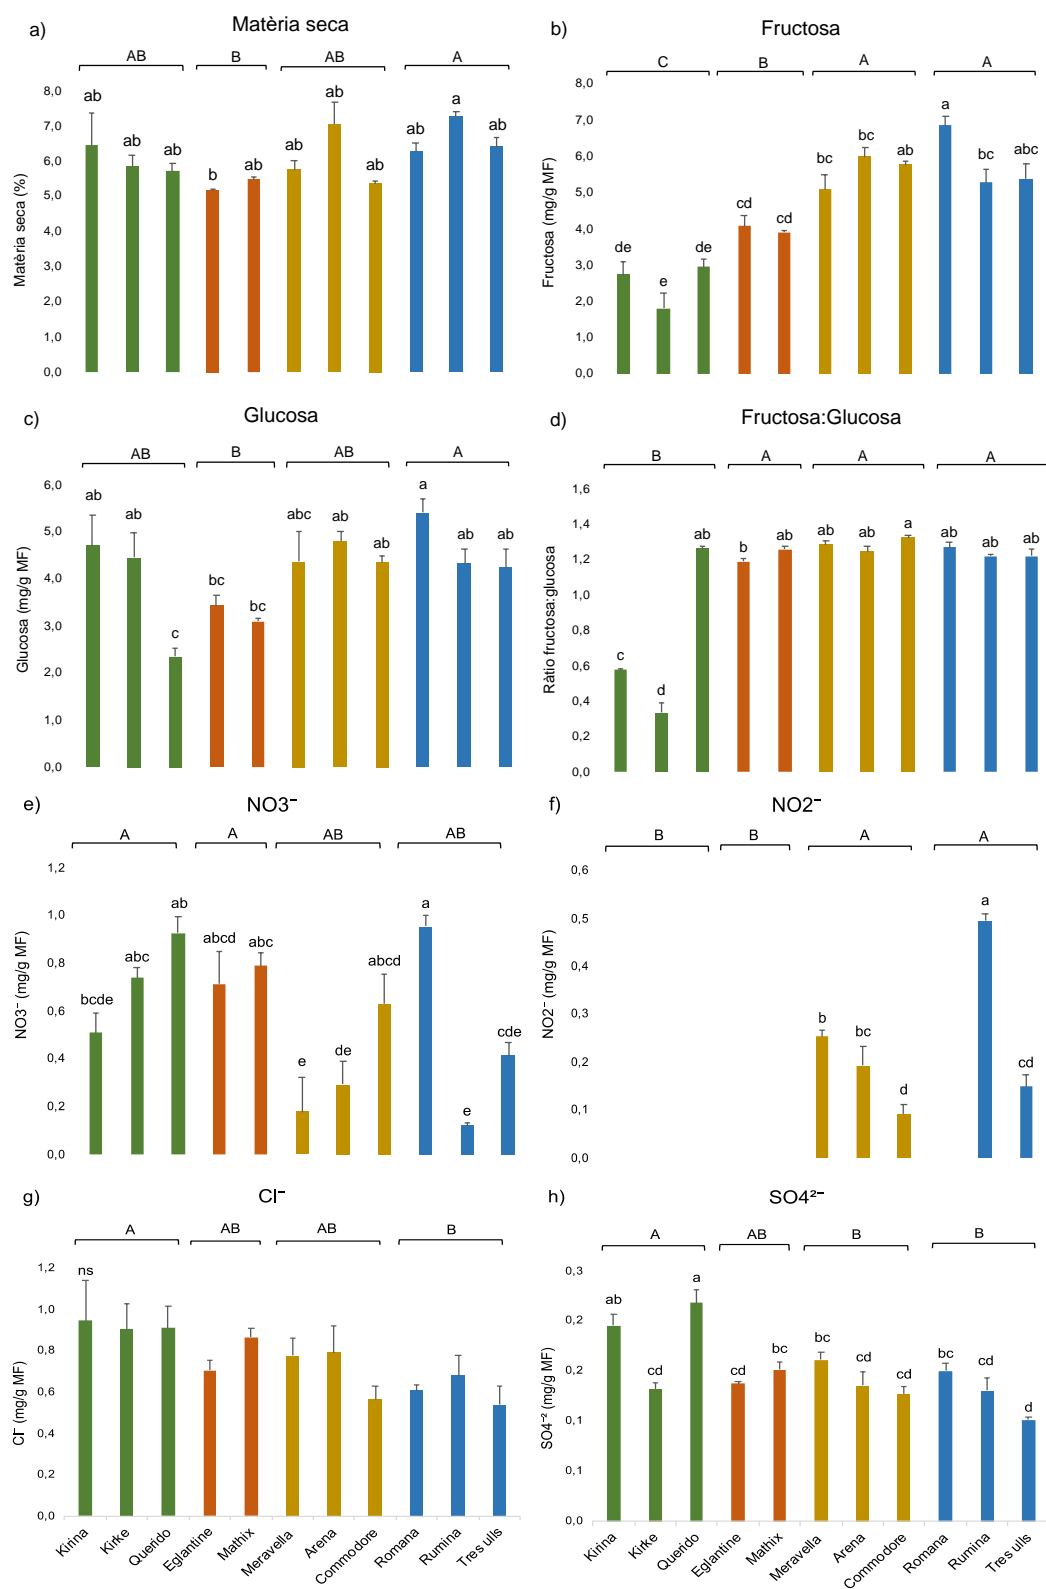 a) Matèria seca
AB B AB A
Matèria seca (%)
8,0
7,0
6,0
5,0
4,0
3,0
2,0
1,0
0,0
ab ab ab b ab ab ab ab ab a ab
b) Fructosa
C B A A
Fructosa (mg/g MF)
8,0
7,0
6,0
5,0
4,0
3,0
2,0
1,0
0,0
de e de cd cd bc bc ab a bc abc
c) Glucosa
AB B AB A
Glucosa (mg/g MF)
6,0
5,0
4,0
3,0
2,0
1,0
0,0
ab ab c bc bc abc ab ab a ab ab
d) Fructosa:Glucosa
B A A A
Ràtio fructosa:glucosa
1,6
1,4
1,2
0,6
0,4
0,2
0,0
c d ab b ab ab ab a ab ab ab
e) NO3⁻
A A AB AB
NO3⁻ (mg/g MF)
1,2
1,0
0,8
0,6
0,4
0,2
0,0
bcde abc ab abcd abc e de abcd a e cde
f) NO2⁻
B B A A
NO2⁻ (mg/g MF)
0,6
0,5
0,3
0,2
0,1
0,0
b bc d a cd
g) Cl⁻
A AB AB B
Cl⁻ (mg/g MF)
1,2
1,0
0,8
0,6
0,4
0,2
0,0
ns
Kirina Kirke Querido Eglantine Mathix Meravella Arena Commodore Romana Rumina Tres ulls
h) SO4²⁻
A AB B B
SO4⁻² (mg/g MF)
0,3
0,2
0,2
0,1
0,1
0,0
ab cd a cd bc bc cd cd bc cd d
Kirina Kirke Querido Eglantine Mathix Meravella Arena Commodore Romana Rumina Tres ulls